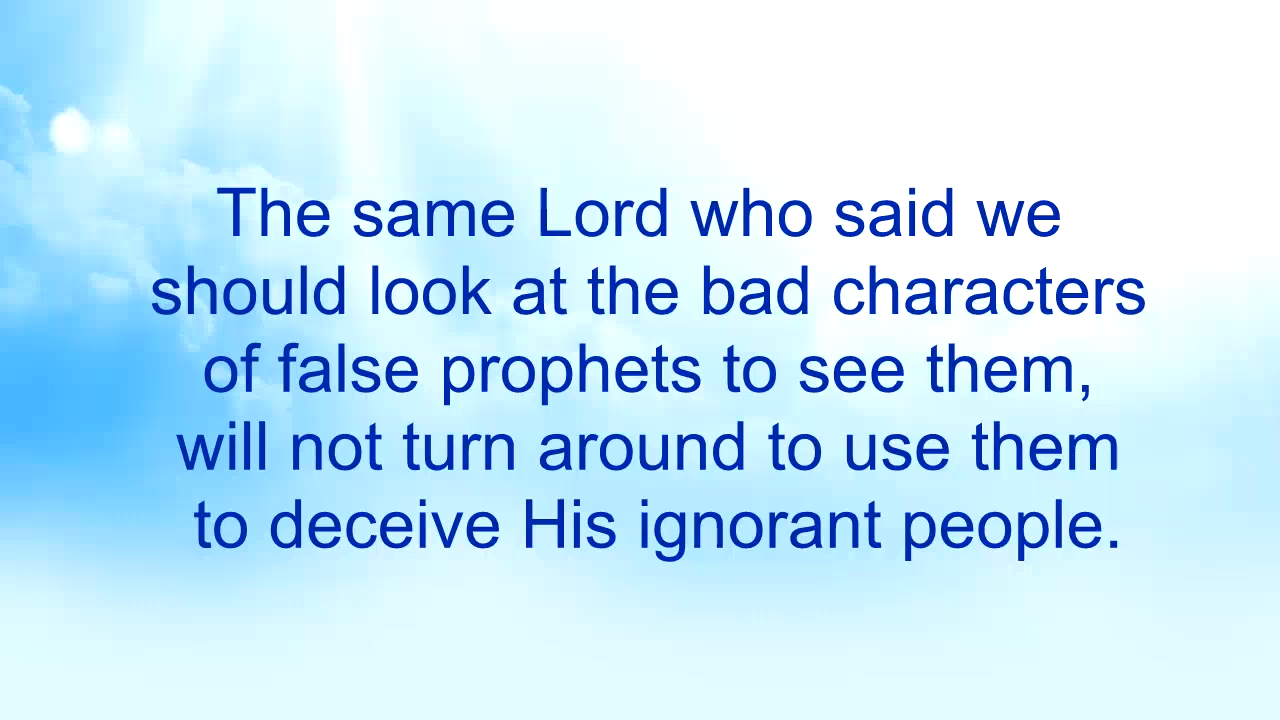 The same Lord who said we
should look at the bad characters
of false prophets to see them,
will not turn around to use them
to deceive His ignorant people.